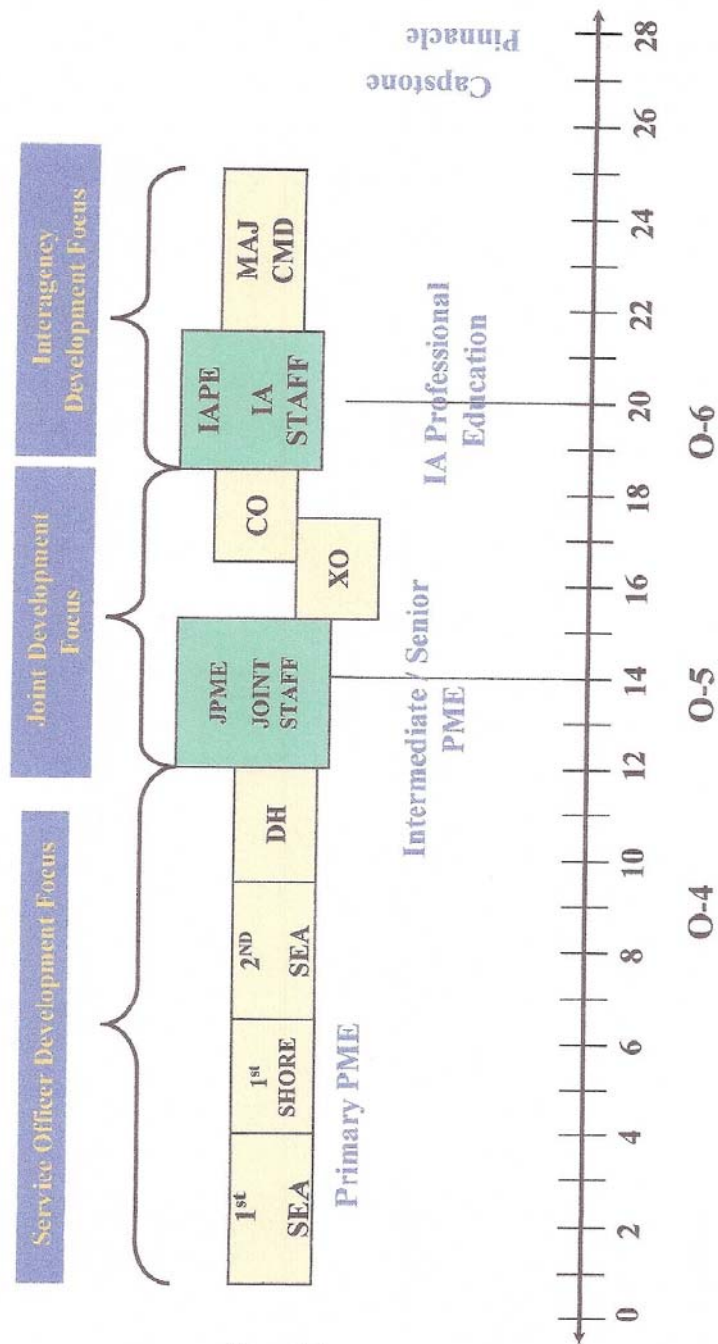 Service Officer Development Focus
Joint Development
Focus
Interagency
Development Focus
1st
SEA
1st
SHORE
2ND
SEA
DH
JPME
JOINT
STAFF
XO
CO
IAPE
IA
STAFF
MAJ
CMD
Primary PME
Intermediate / Senior
PME
IA Professional
Education
Capstone
Pinnacle
0
2
4
6
8
10
12
14
16
18
20
22
24
26
28
O-4
O-5
O-6